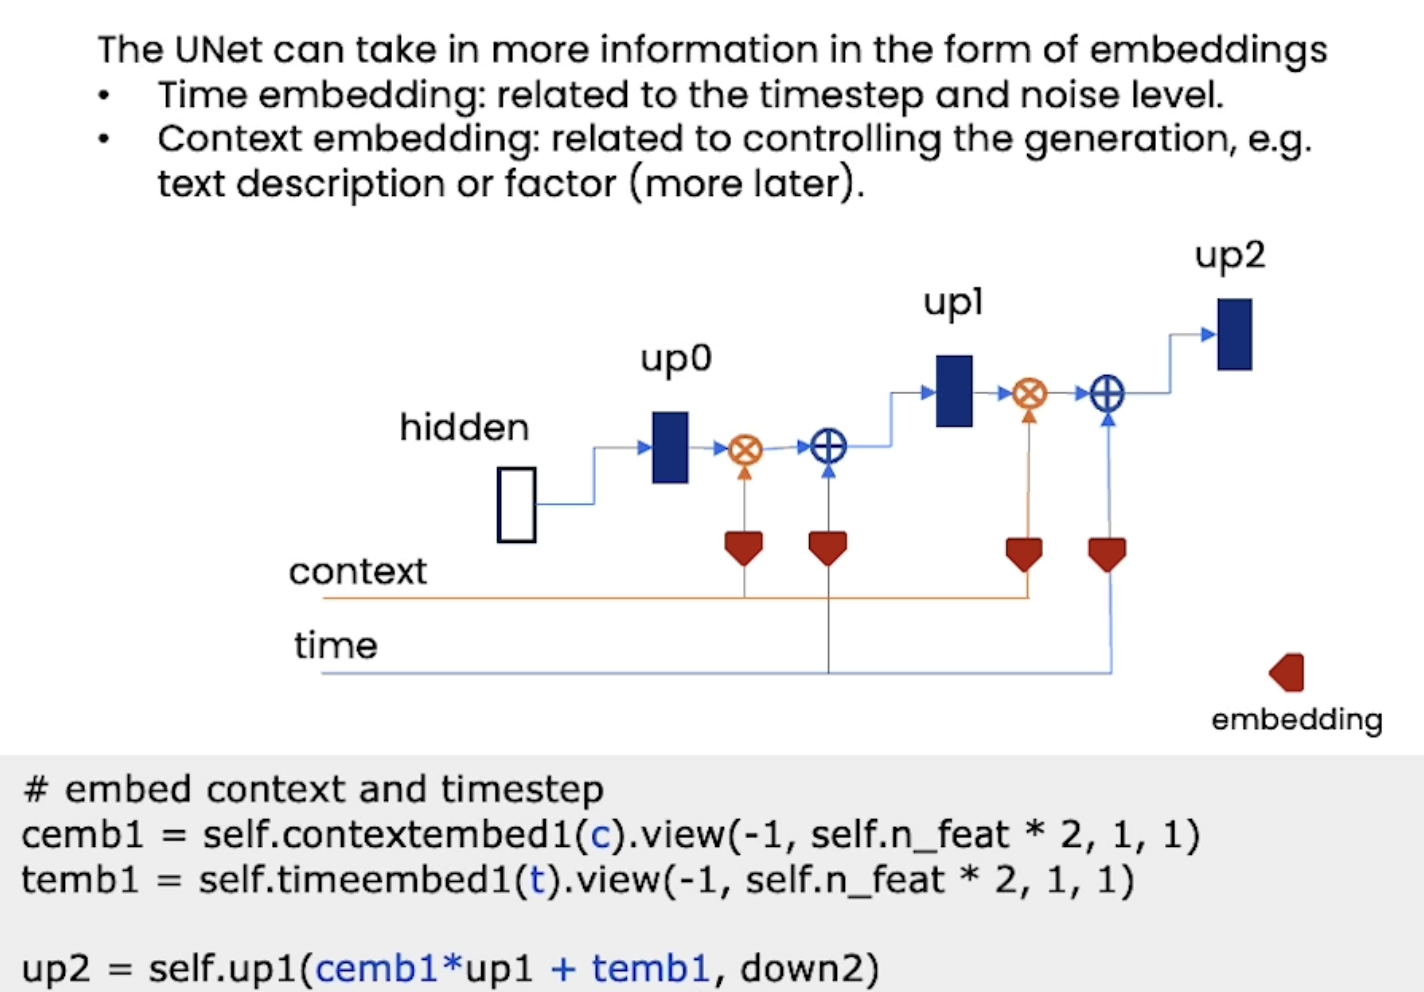 The UNet can take in more information in the form of embeddings
• Time embedding: related to the timestep and noise level.
• Context embedding: related to controlling the generation, e.g.
text description or factor (more later).
up2
up1
up0
hidden
context
time
embedding
# embed context and timestep
cemb1 = self.contextembed1(c).view(-1, self.n_feat * 2, 1, 1)
temb1 = self.timeembed1(t).view(-1, self.n_feat * 2, 1, 1)
up2 = self.up1(cemb1*up1 + temb1, down2)